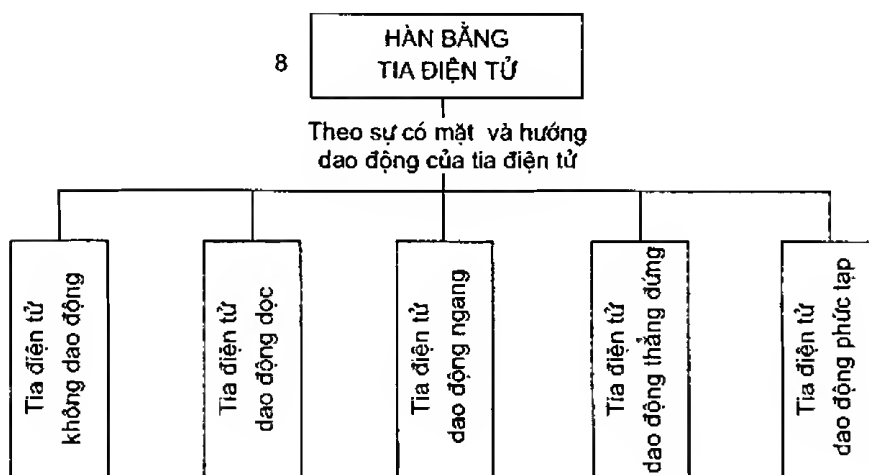 8
HÀN BẰNG
TIA ĐIỆN TỬ
Theo sự có mặt và hướng
dao động của tia điện tử
Tia điện tử
không dao động
Tia điện tử
dao động dọc
Tia điện tử
dao động ngang
Tia điện tử
dao động thẳng đứng
Tia điện tử
dao động phức tạp